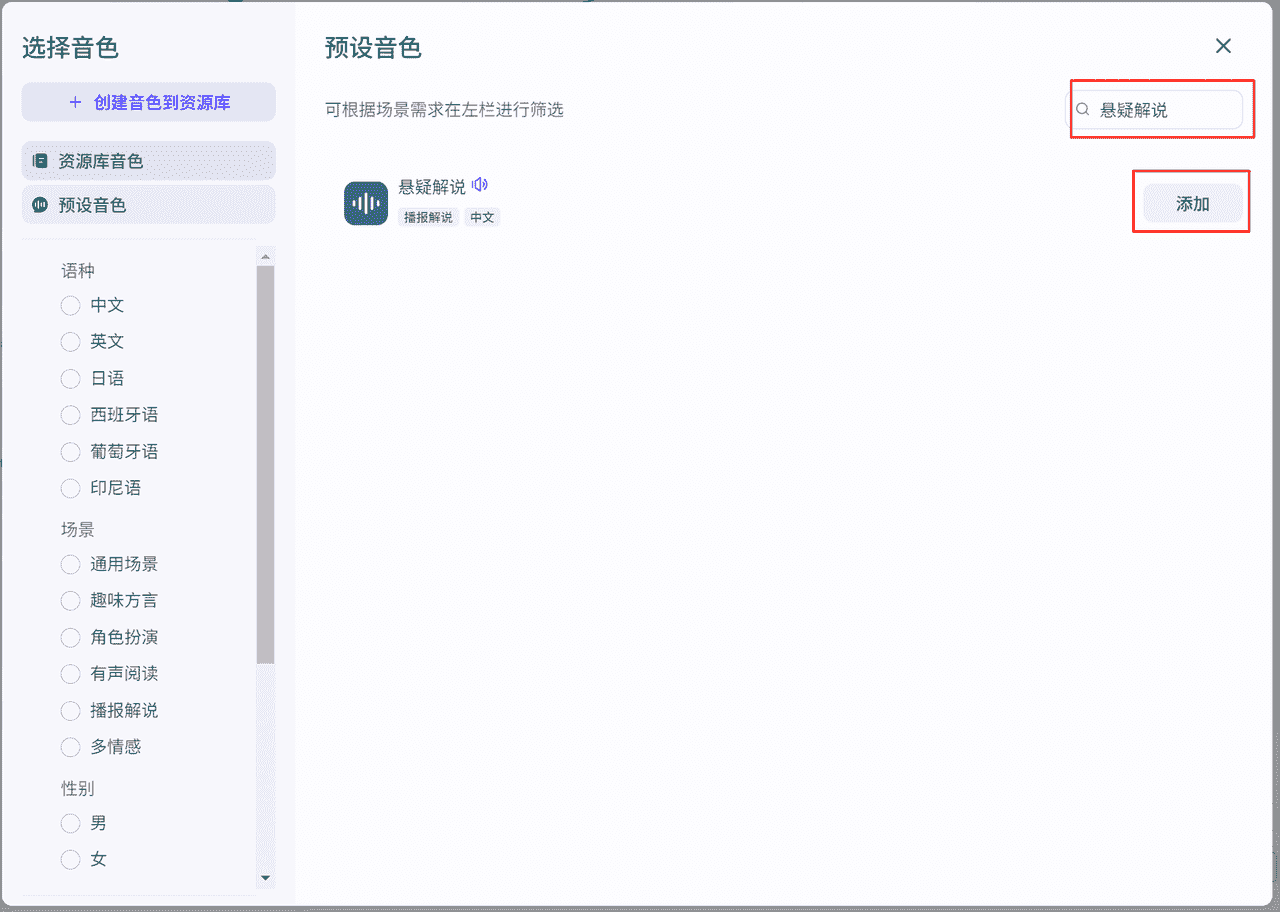 选择音色
+ 创建音色到资源库
资源库音色
预设音色
语种
中文
英文
日语
西班牙语
葡萄牙语
印尼语
场景
通用场景
趣味方言
角色扮演
有声阅读
播报解说
多情感
性别
男
女
预设音色
可根据场景需求在左栏进行筛选
悬疑解说
悬疑解说
播报解说 中文
添加